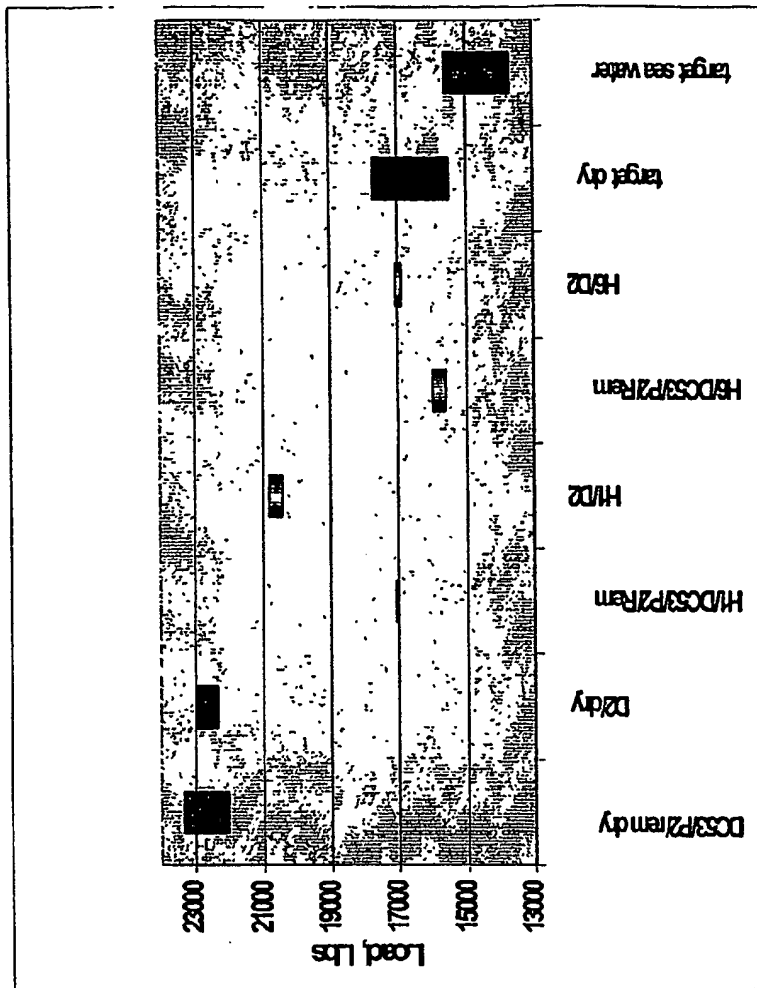 Load, Lbs
23000
21000
19000
17000
15000
13000
DC53/P2/rem dry
D2/dry
H1/DC53/P2/Rem
H1/D2
H6/DC53/P2/Rem
H6/D2
target dry
target sea water